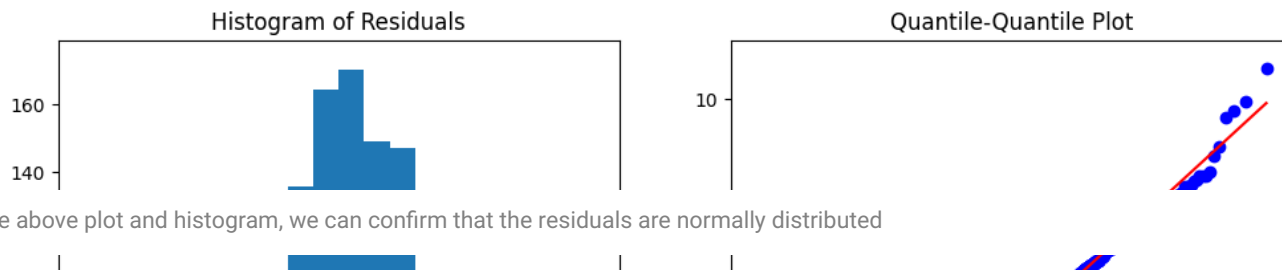 Histogram of Residuals
Quantile-Quantile Plot
160
10
140
above plot and histogram, we can confirm that the residuals are normally distributed